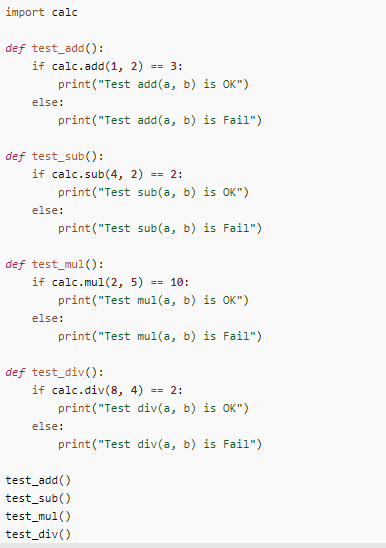 import calc

def test_add():
    if calc.add(1, 2) == 3:
        print("Test add(a, b) is OK")
    else:
        print("Test add(a, b) is Fail")

def test_sub():
    if calc.sub(4, 2) == 2:
        print("Test sub(a, b) is OK")
    else:
        print("Test sub(a, b) is Fail")

def test_mul():
    if calc.mul(2, 5) == 10:
        print("Test mul(a, b) is OK")
    else:
        print("Test mul(a, b) is Fail")

def test_div():
    if calc.div(8, 4) == 2:
        print("Test div(a, b) is OK")
    else:
        print("Test div(a, b) is Fail")

test_add()
test_sub()
test_mul()
test_div()